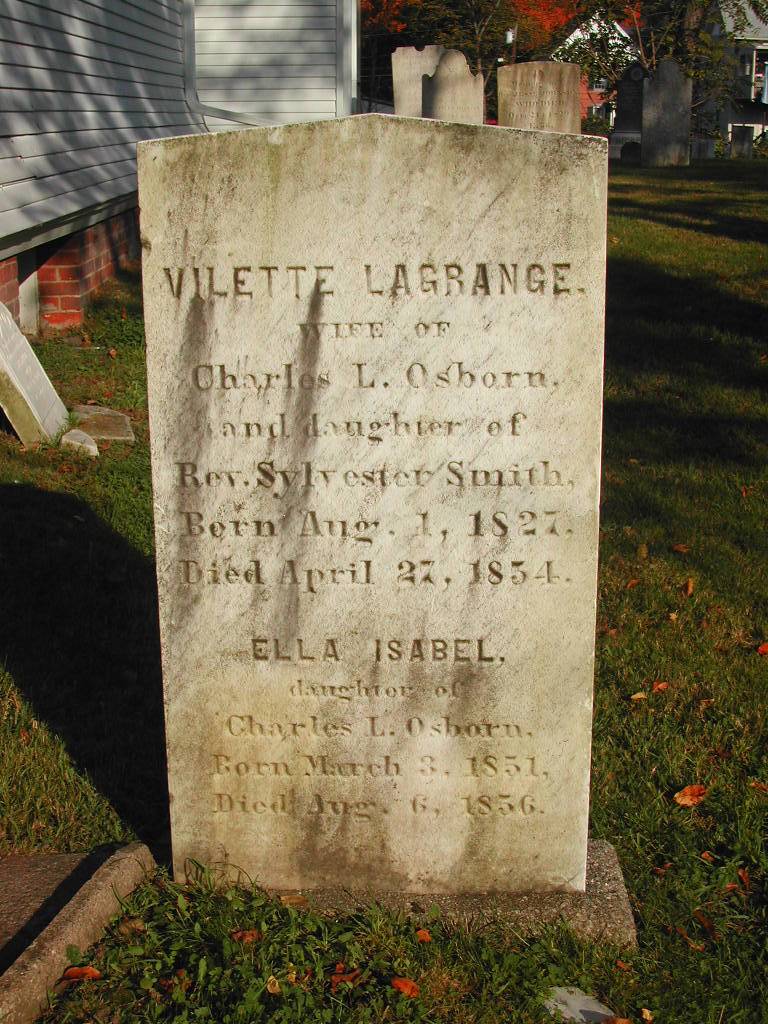 VILETTE LAGRANGE.
WIFE OF
Charles L. Osborn,
and daughter of
Rev. Sylvester Smith,
Born Aug. 1, 1827.
Died April 27, 1854.
ELLA ISABEL,
daughter of
Charles L. Osborn,
Born March 3, 1851,
Died Aug. 6, 1856.